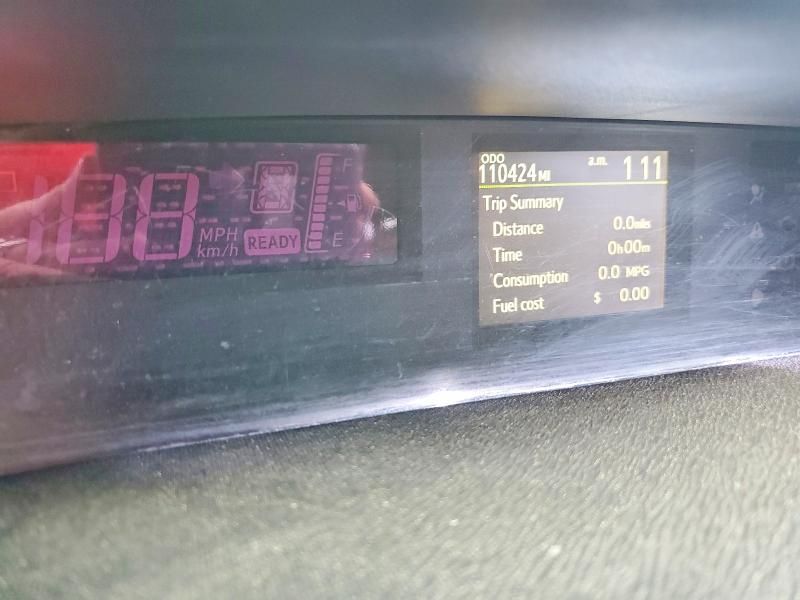 188
MPH
km/h
READY
F
E
ODO
110424 MI
a.m. 1 11
Trip Summary
Distance 0.0 miles
Time 0h00m
Consumption 0.0 MPG
Fuel cost $ 0.00